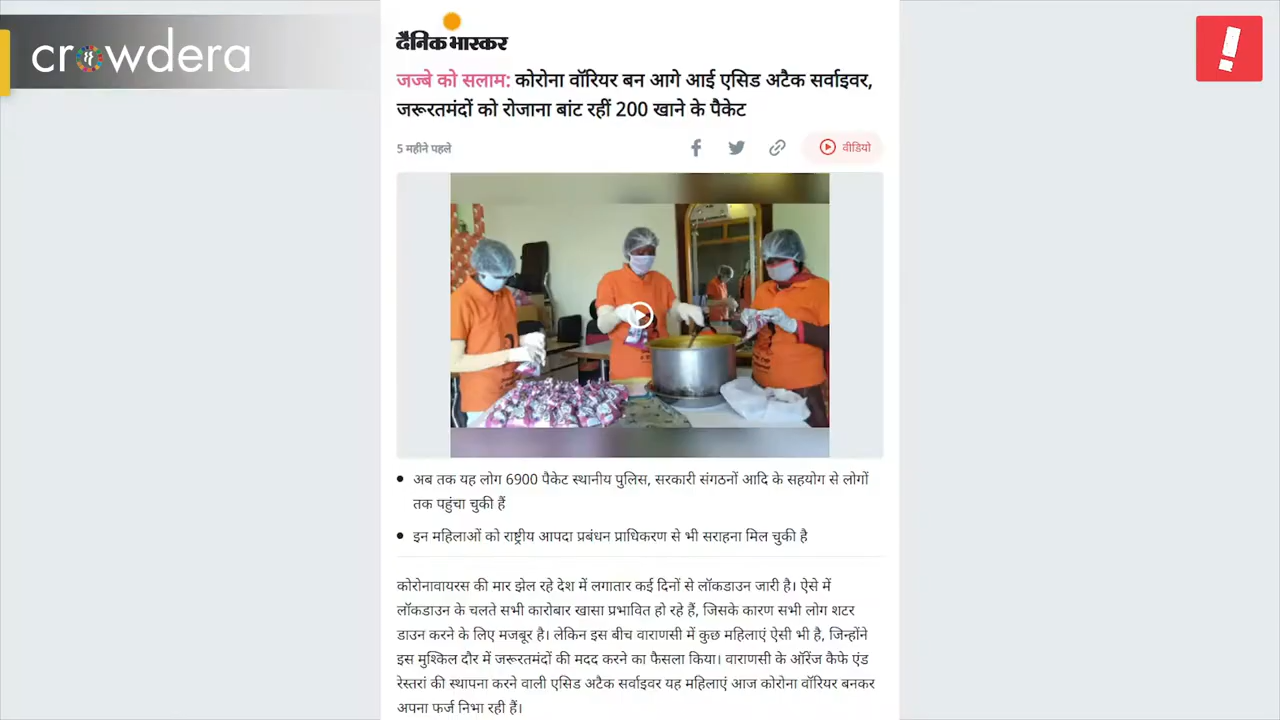 crowdera
!
दैनिक भास्कर
जज्बे को सलाम: कोरोना वॉरियर बन आगे आई एसिड अटैक सर्वाइवर,
जरूरतमंदों को रोजाना बांट रहीं 200 खाने के पैकेट
5 महीने पहले
वीडियो
अब तक यह लोग 6900 पैकेट स्थानीय पुलिस, सरकारी संगठनों आदि के सहयोग से लोगों
तक पहुंचा चुकी हैं
इन महिलाओं को राष्ट्रीय आपदा प्रबंधन प्राधिकरण से भी सराहना मिल चुकी है
कोरोनावायरस की मार झेल रहे देश में लगातार कई दिनों से लॉकडाउन जारी है। ऐसे में
लॉकडाउन के चलते सभी कारोबार खासा प्रभावित हो रहे हैं, जिसके कारण सभी लोग शटर
डाउन करने के लिए मजबूर है। लेकिन इस बीच वाराणसी में कुछ महिलाएं ऐसी भी है, जिन्होंने
इस मुश्किल दौर में जरूरतमंदों की मदद करने का फैसला किया। वाराणसी के ऑरेंज कैफे एंड
रेस्तरां की स्थापना करने वाली एसिड अटैक सर्वाइवर यह महिलाएं आज कोरोना वॉरियर बनकर
अपना फर्ज निभा रही हैं।